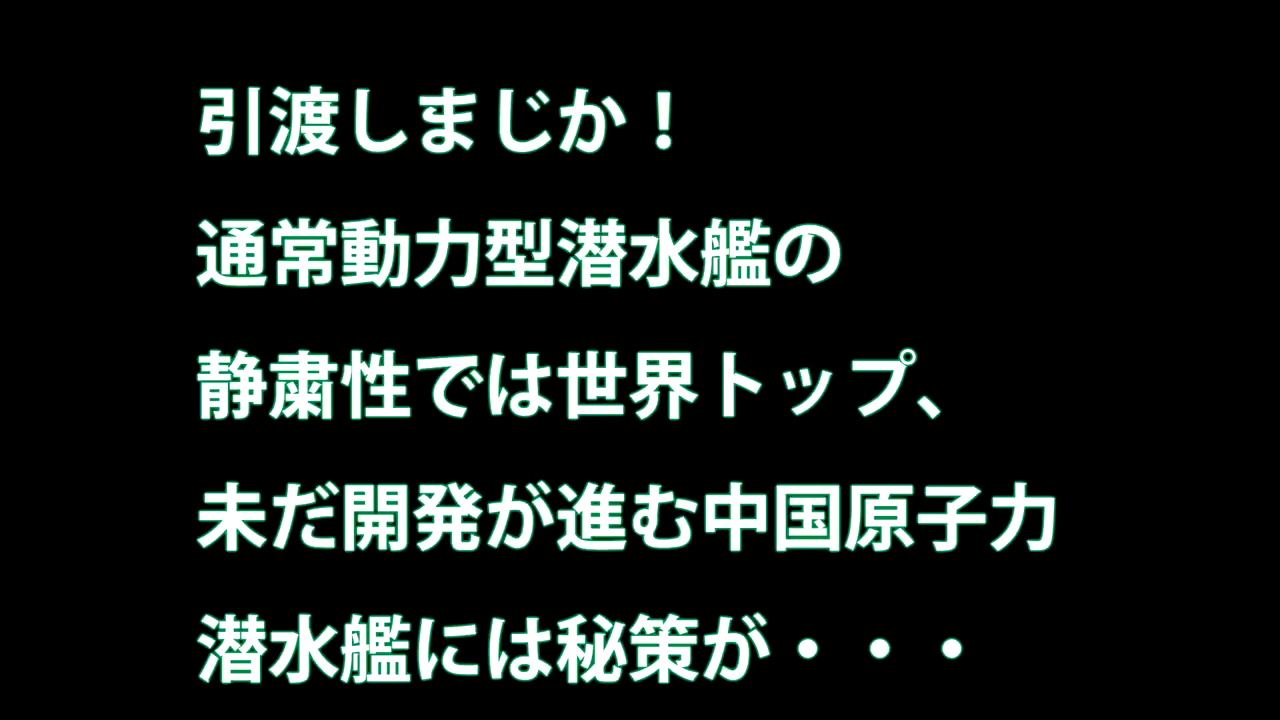 引渡しまじか！
通常動力型潜水艦の
静粛性では世界トップ、
未だ開発が進む中国原子力
潜水艦には秘策が・・・